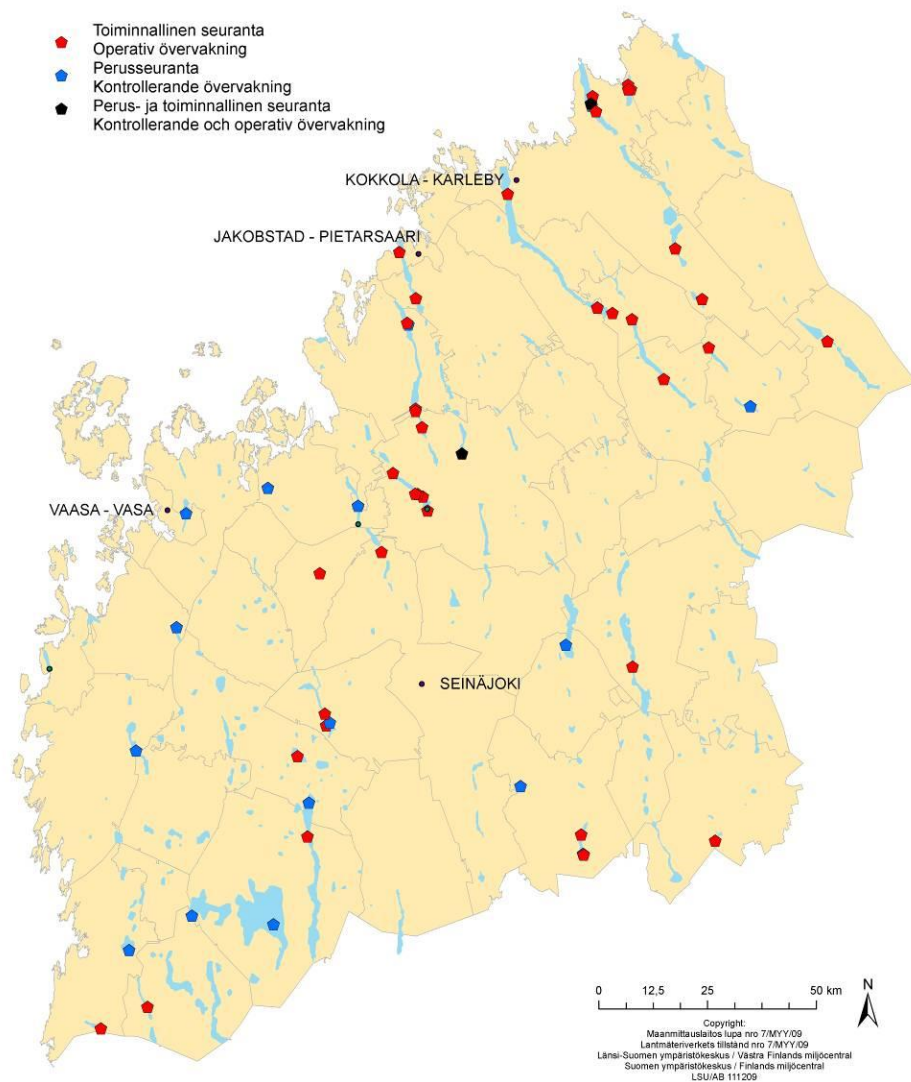 Toiminnallinen seuranta
Operativ övervakning
Perusseuranta
Kontrollerande övervakning
Perus- ja toiminnallinen seuranta
Kontrollerande och operativ övervakning
KOKKOLA - KARLEBY
JAKOBSTAD - PIETARSAARI
VAASA - VASA
SEINÄJOKI
0 12,5 25 50 km
N
Copyright:
Maanmittauslaitos lupa nro 7/MYY/09
Lantmäteriverkets tillstånd nro 7/MYY/09
Länsi-Suomen ympäristökeskus / Västra Finlands miljöcentral
Suomen ympäristökeskus / Finlands miljöcentral
LSU/AB 111209